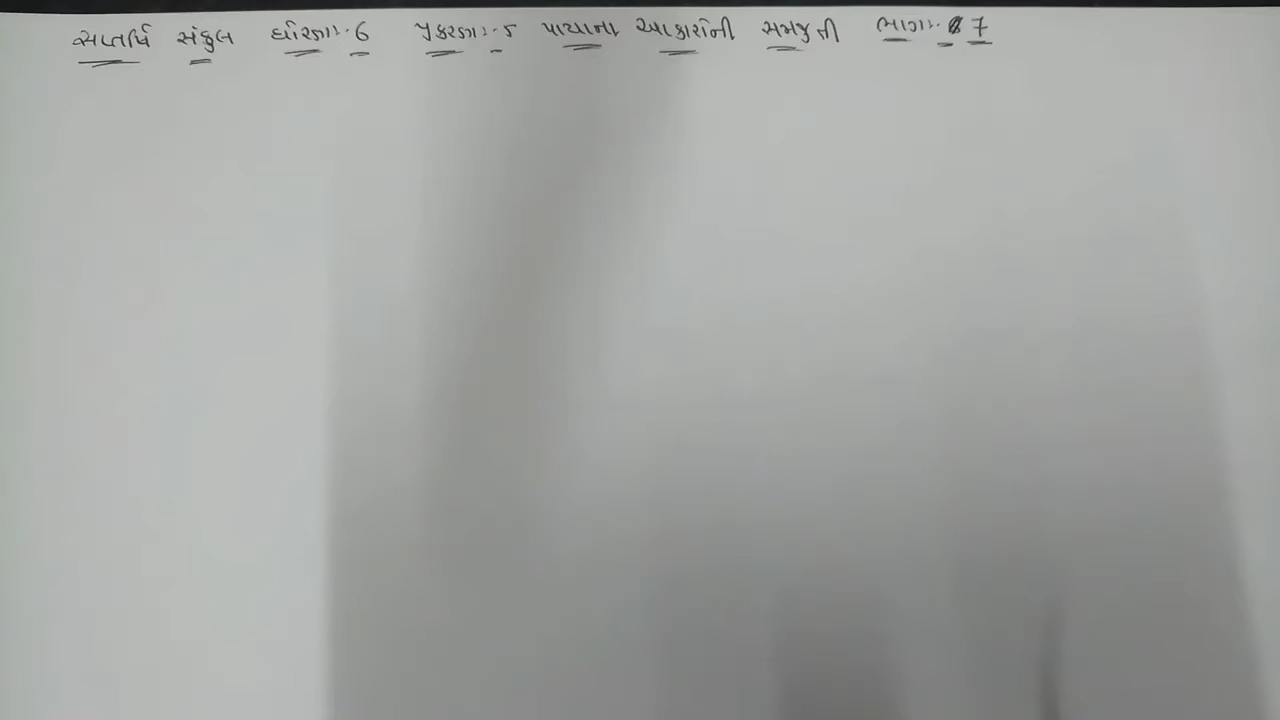 સપ્તર્ષિ સંકુલ ધોરણ:- 6 પ્રકરણ:- 5 પાયાના આકારોની સમજુતી ભાગ:- 7